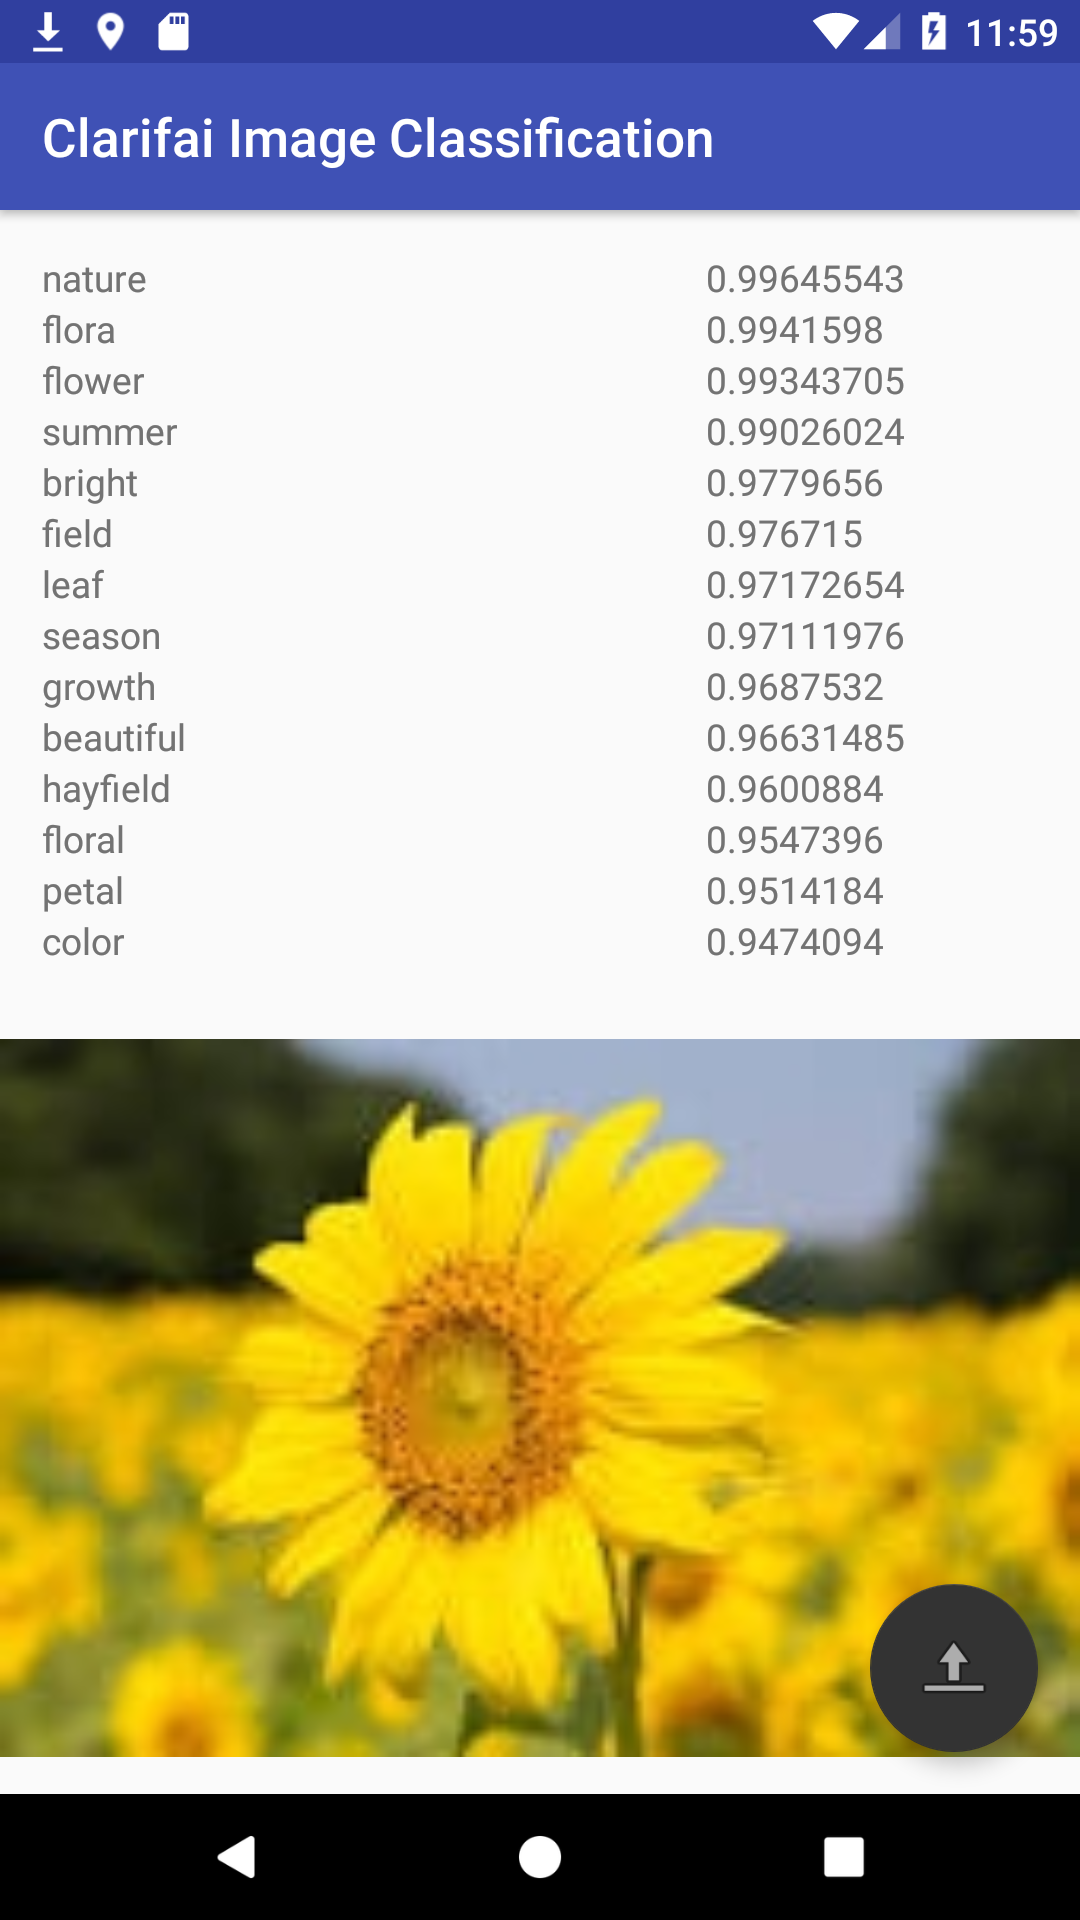 11:59
Clarifai Image Classification
nature 0.99645543
flora 0.9941598
flower 0.99343705
summer 0.99026024
bright 0.9779656
field 0.976715
leaf 0.97172654
season 0.97111976
growth 0.9687532
beautiful 0.96631485
hayfield 0.9600884
floral 0.9547396
petal 0.9514184
color 0.9474094